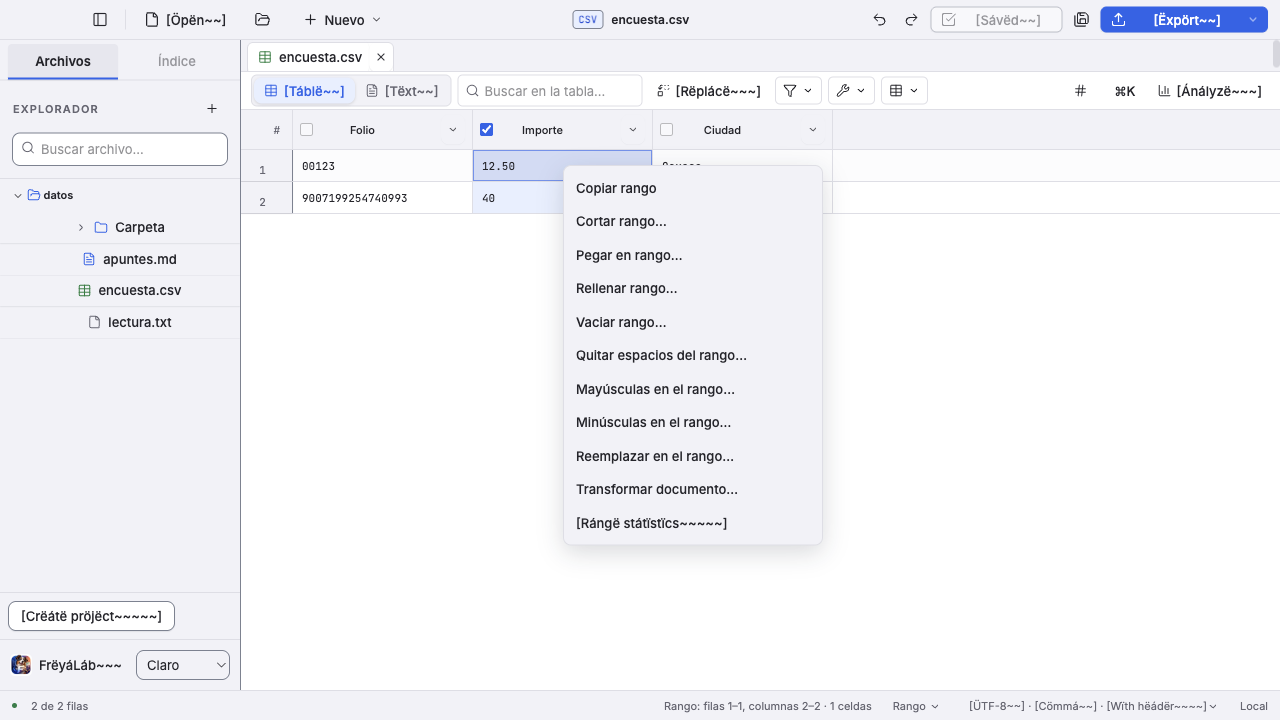 [Öpën~~]
Nuevo
CSV encuesta.csv
[Sávëd~~]
[Ëxpört~~]
Archivos
Índice
encuesta.csv
EXPLORADOR
[Táblë~~]
[Tëxt~~]
Buscar en la tabla...
[Rëplácë~~~]
⌘K
[Ánályzë~~~]
Buscar archivo...
# Folio Importe Ciudad
1 00123 12.50
2 9007199254740993 40
datos
Carpeta
apuntes.md
encuesta.csv
lectura.txt
Copiar rango
Cortar rango...
Pegar en rango...
Rellenar rango...
Vaciar rango...
Quitar espacios del rango...
Mayúsculas en el rango...
Minúsculas en el rango...
Reemplazar en el rango...
Transformar documento...
[Rángë státïstïcs~~~~~]
[Crëátë pröjëct~~~~~]
FrëyáLáb~~~
Claro
2 de 2 filas
Rango: filas 1–1, columnas 2–2 · 1 celdas
Rango
[ÜTF-8~~] · [Cömmá~~] · [Wïth hëádër~~~~]
Local